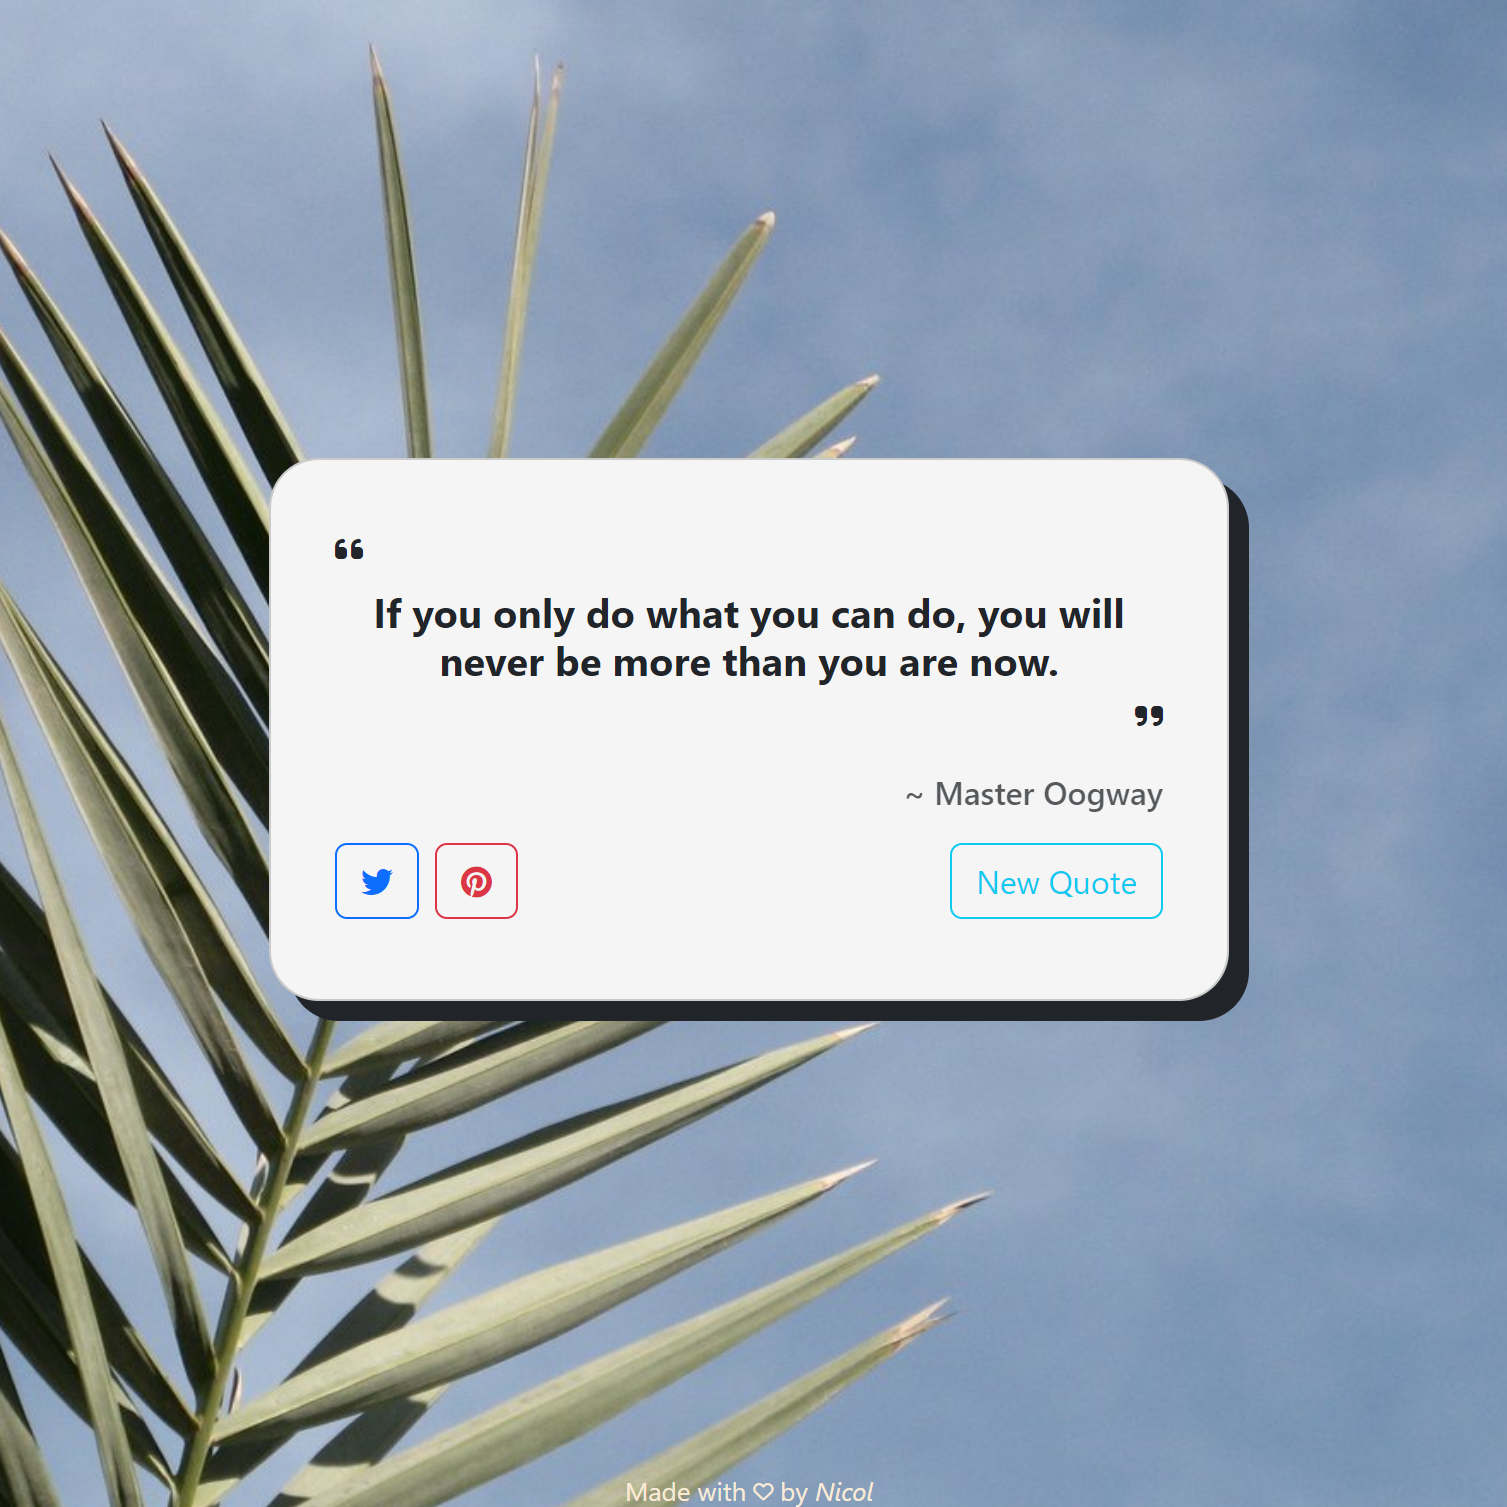 ❝
If you only do what you can do, you will
never be more than you are now.
❞
~ Master Oogway
New Quote
Made with ♡ by Nicol